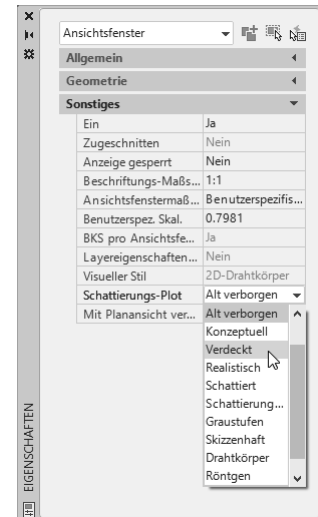 Ansichtsfenster
Allgemein
Geometrie
Sonstiges
Ein Ja
Zugeschnitten Nein
Anzeige gesperrt Nein
Beschriftungs-Maßs... 1:1
Ansichtsfenstermaß... Benutzerspezifis...
Benutzerspez. Skal. 0.7981
BKS pro Ansichtsfe... Ja
Layereigenschaften... Nein
Visueller Stil 2D-Drahtkörper
Schattierungs-Plot Alt verborgen
Mit Planansicht ver... Alt verborgen
Konzeptuell
Verdeckt
Realistisch
Schattiert
Schattierung...
Graustufen
Skizzenhaft
Drahtkörper
Röntgen
EIGENSCHAFTEN